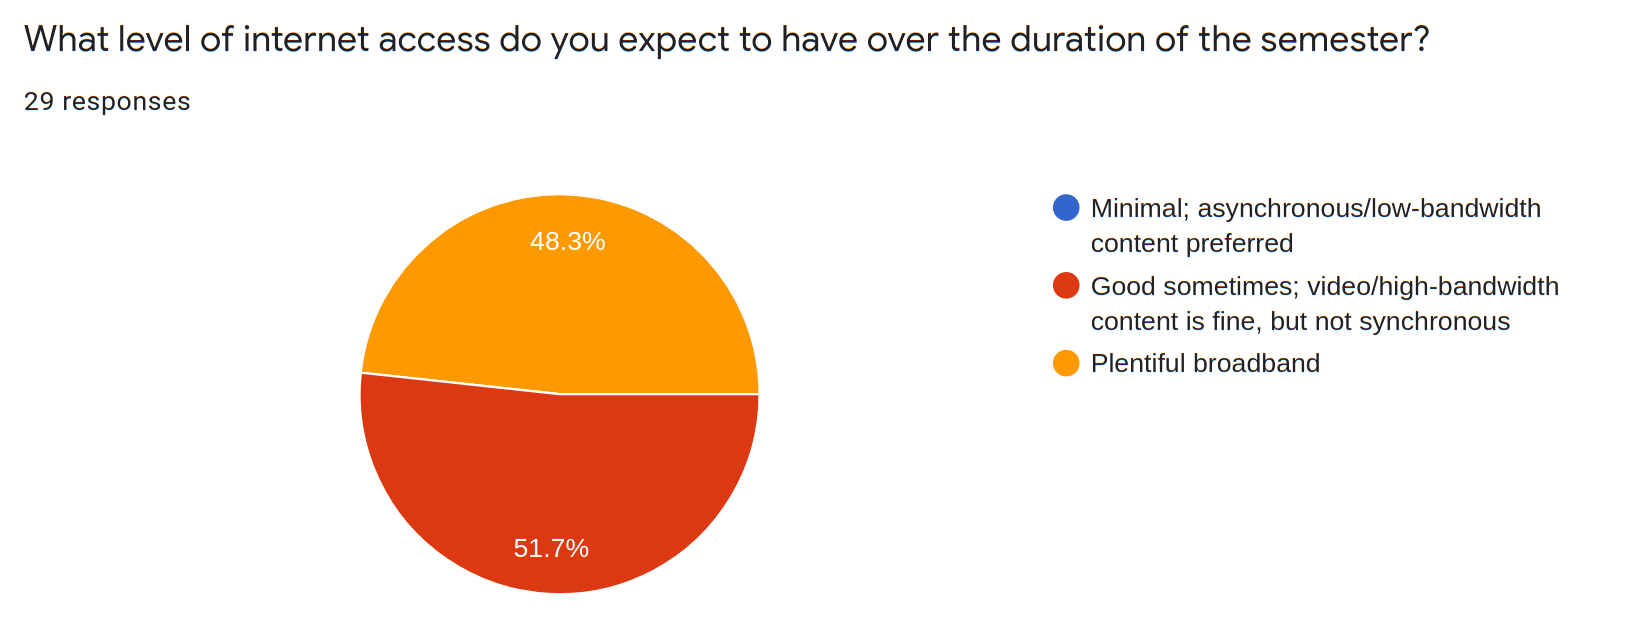 What level of internet access do you expect to have over the duration of the semester?
29 responses
48.3%
51.7%
Minimal; asynchronous/low-bandwidth
content preferred
Good sometimes; video/high-bandwidth
content is fine, but not synchronous
Plentiful broadband